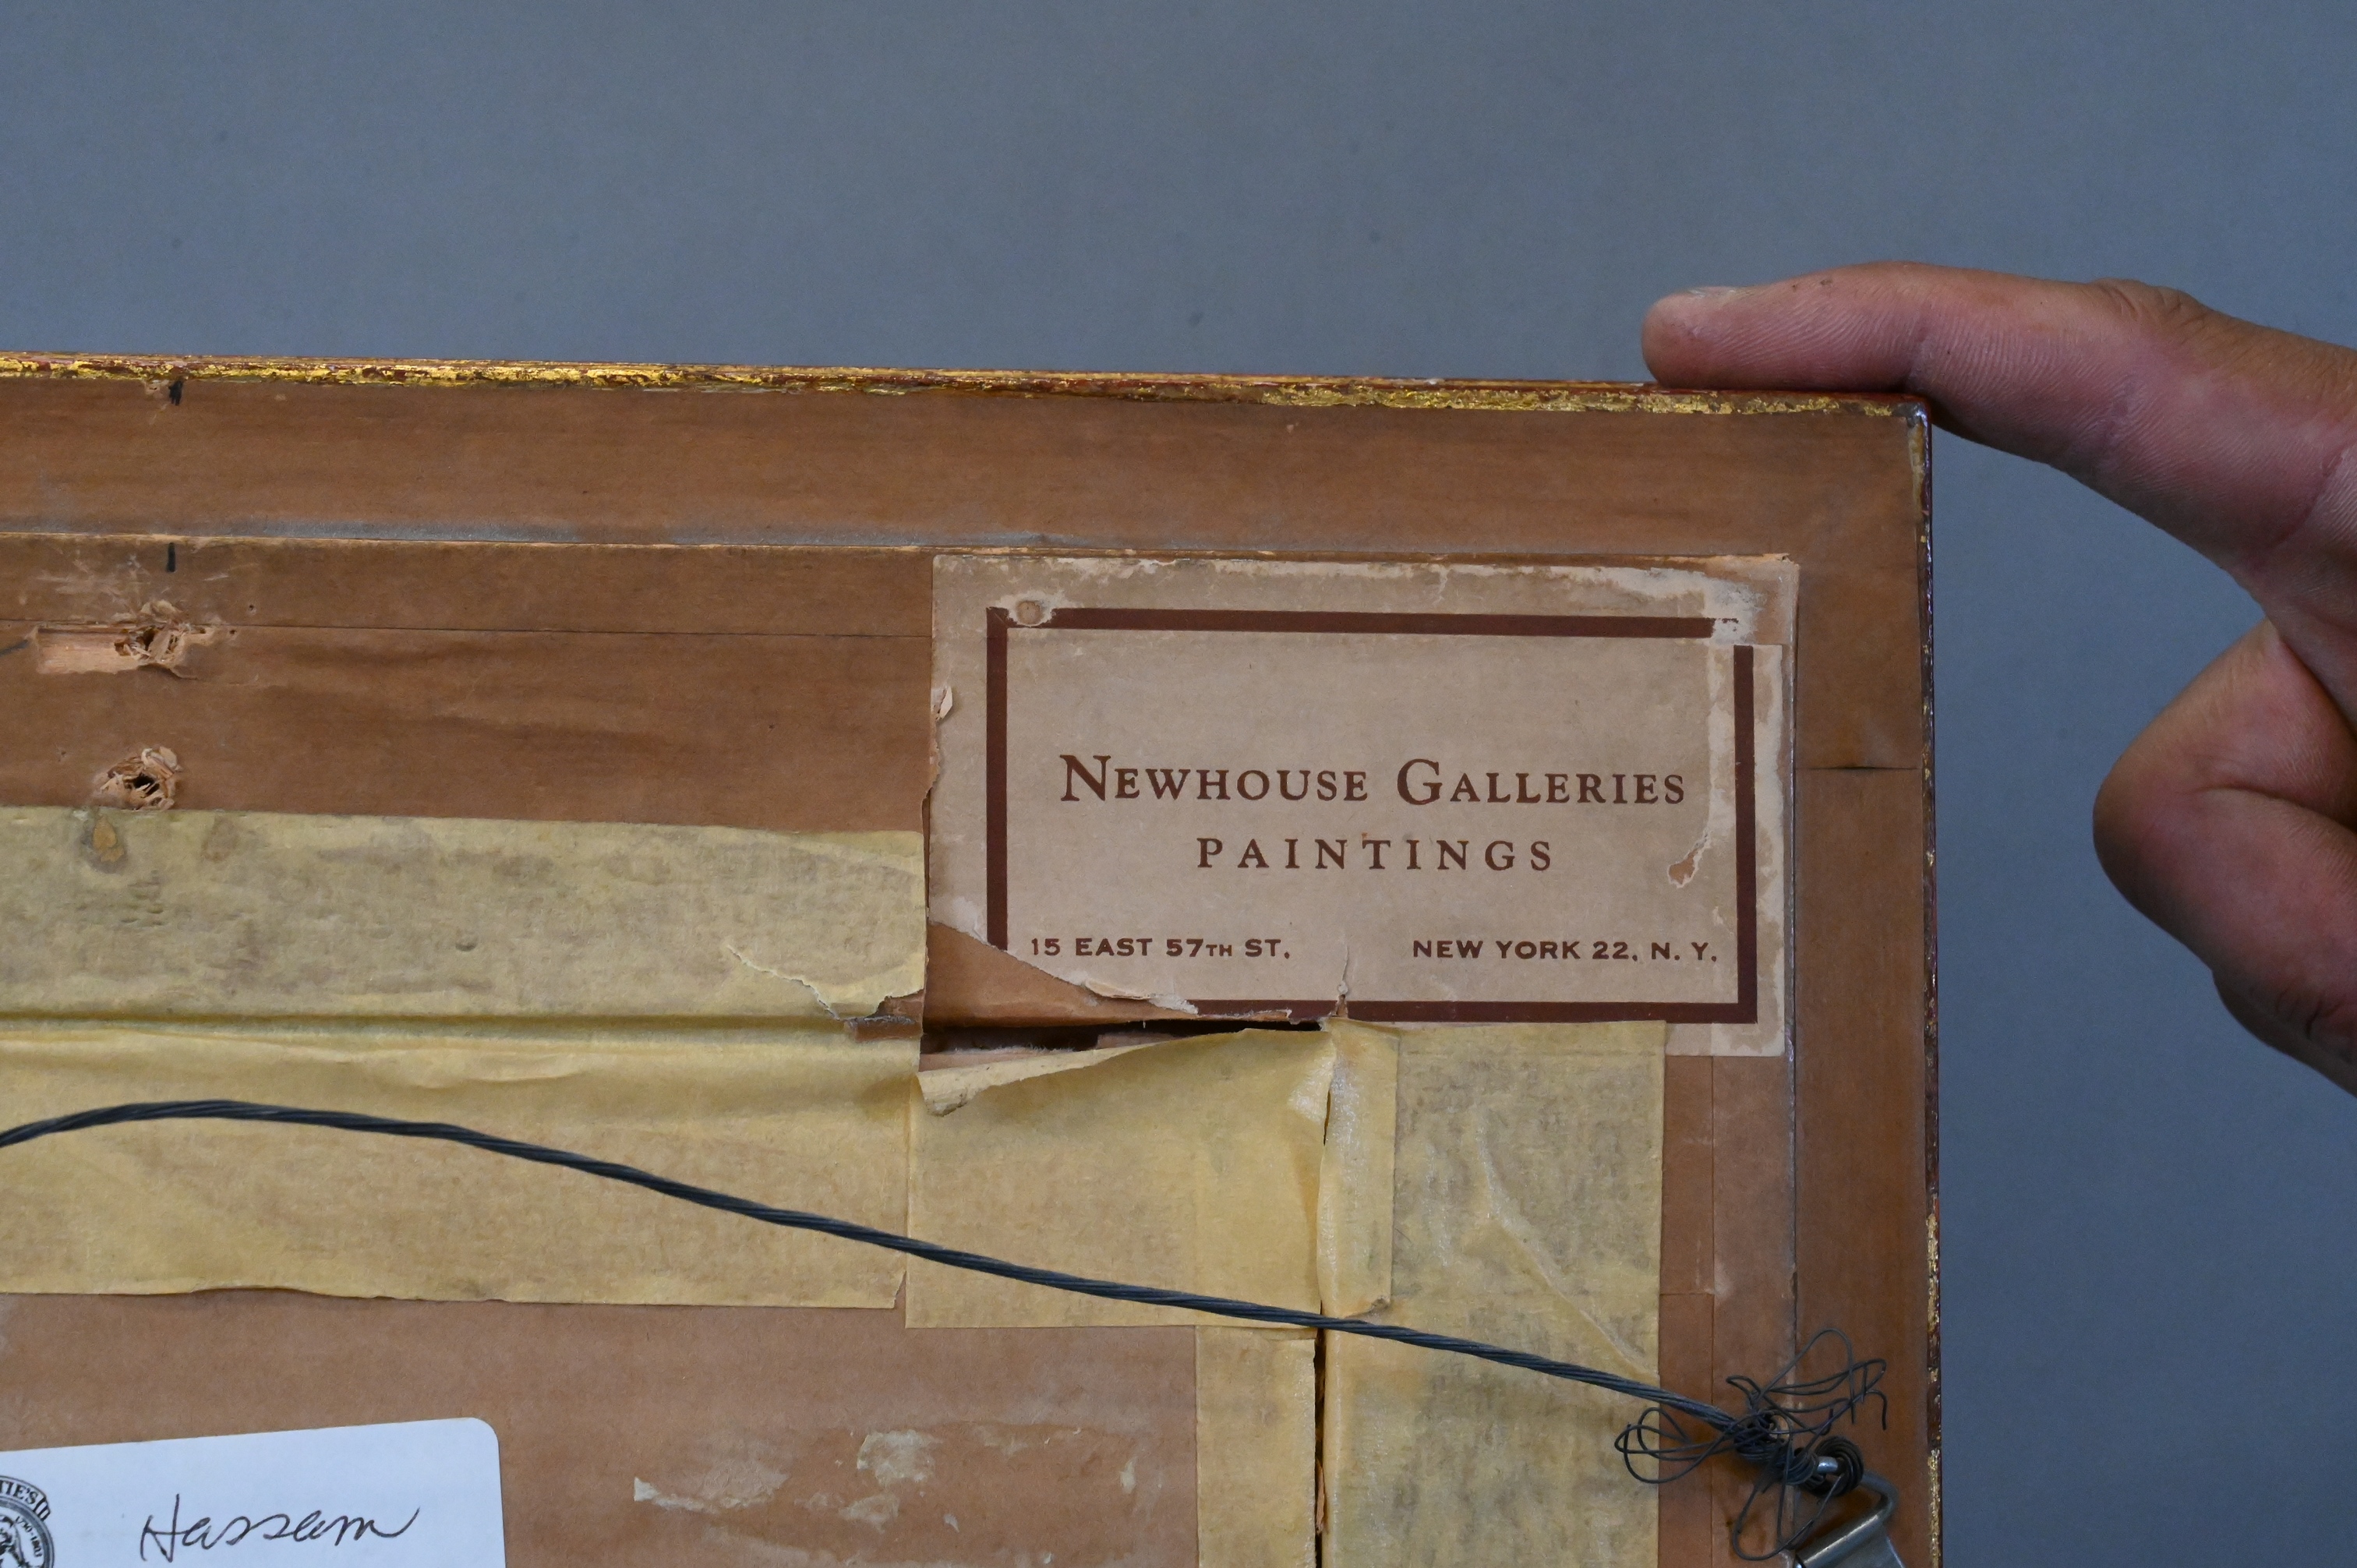 NEWHOUSE GALLERIES
PAINTINGS
15 EAST 57TH ST. NEW YORK 22, N. Y.
Hassam